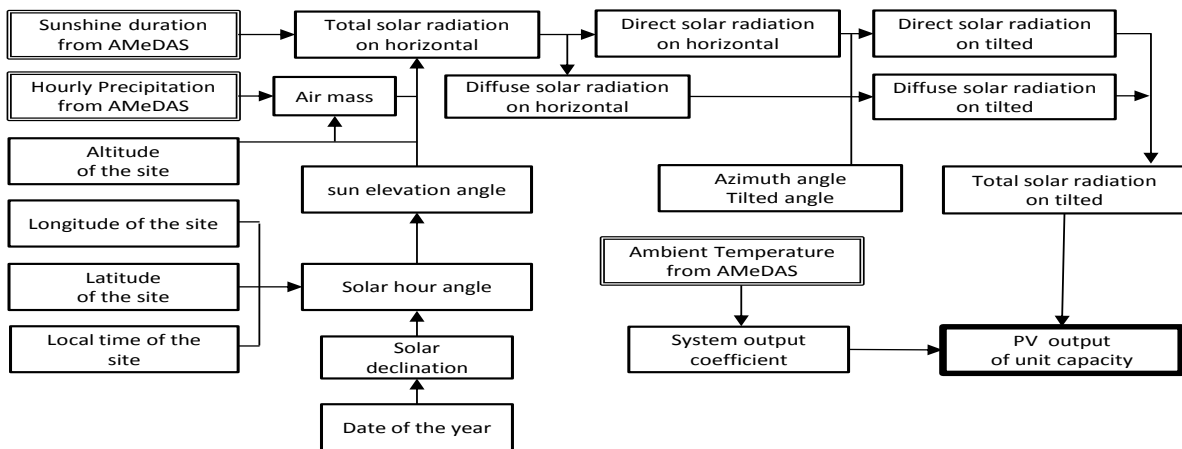 Sunshine duration
from AMeDAS
Total solar radiation
on horizontal
Direct solar radiation
on horizontal
Direct solar radiation
on tilted
Hourly Precipitation
from AMeDAS
Air mass
Diffuse solar radiation
on horizontal
Diffuse solar radiation
on tilted
Altitude
of the site
sun elevation angle
Azimuth angle
Tilted angle
Total solar radiation
on tilted
Longitude of the site
Ambient Temperature
from AMeDAS
Latitude
of the site
Solar hour angle
Local time of the
site
Solar
declination
System output
coefficient
PV output
of unit capacity
Date of the year